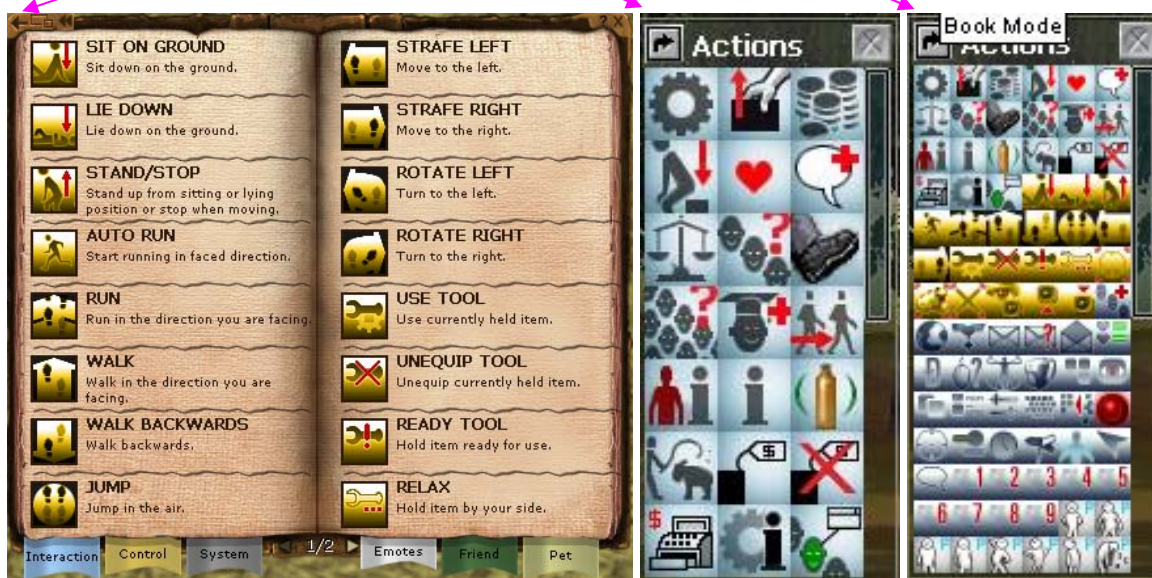 SIT ON GROUND
Sit down on the ground.
LIE DOWN
Lie down on the ground.
STAND/STOP
Stand up from sitting or lying
position or stop when moving.
AUTO RUN
Start running in faced direction.
RUN
Run in the direction you are facing.
WALK
Walk in the direction you are
facing.
WALK BACKWARDS
Walk backwards.
JUMP
Jump in the air.
STRAFE LEFT
Move to the left.
STRAFE RIGHT
Move to the right.
ROTATE LEFT
Turn to the left.
ROTATE RIGHT
Turn to the right.
USE TOOL
Use currently held item.
UNEQUIP TOOL
Unequip currently held item.
READY TOOL
Hold item ready for use.
RELAX
Hold item by your side.
Interaction Control System 1/2 Emotes Friend Pet
Actions
Book Mode
Actions
1 2 3 4 5
6 7 8 9